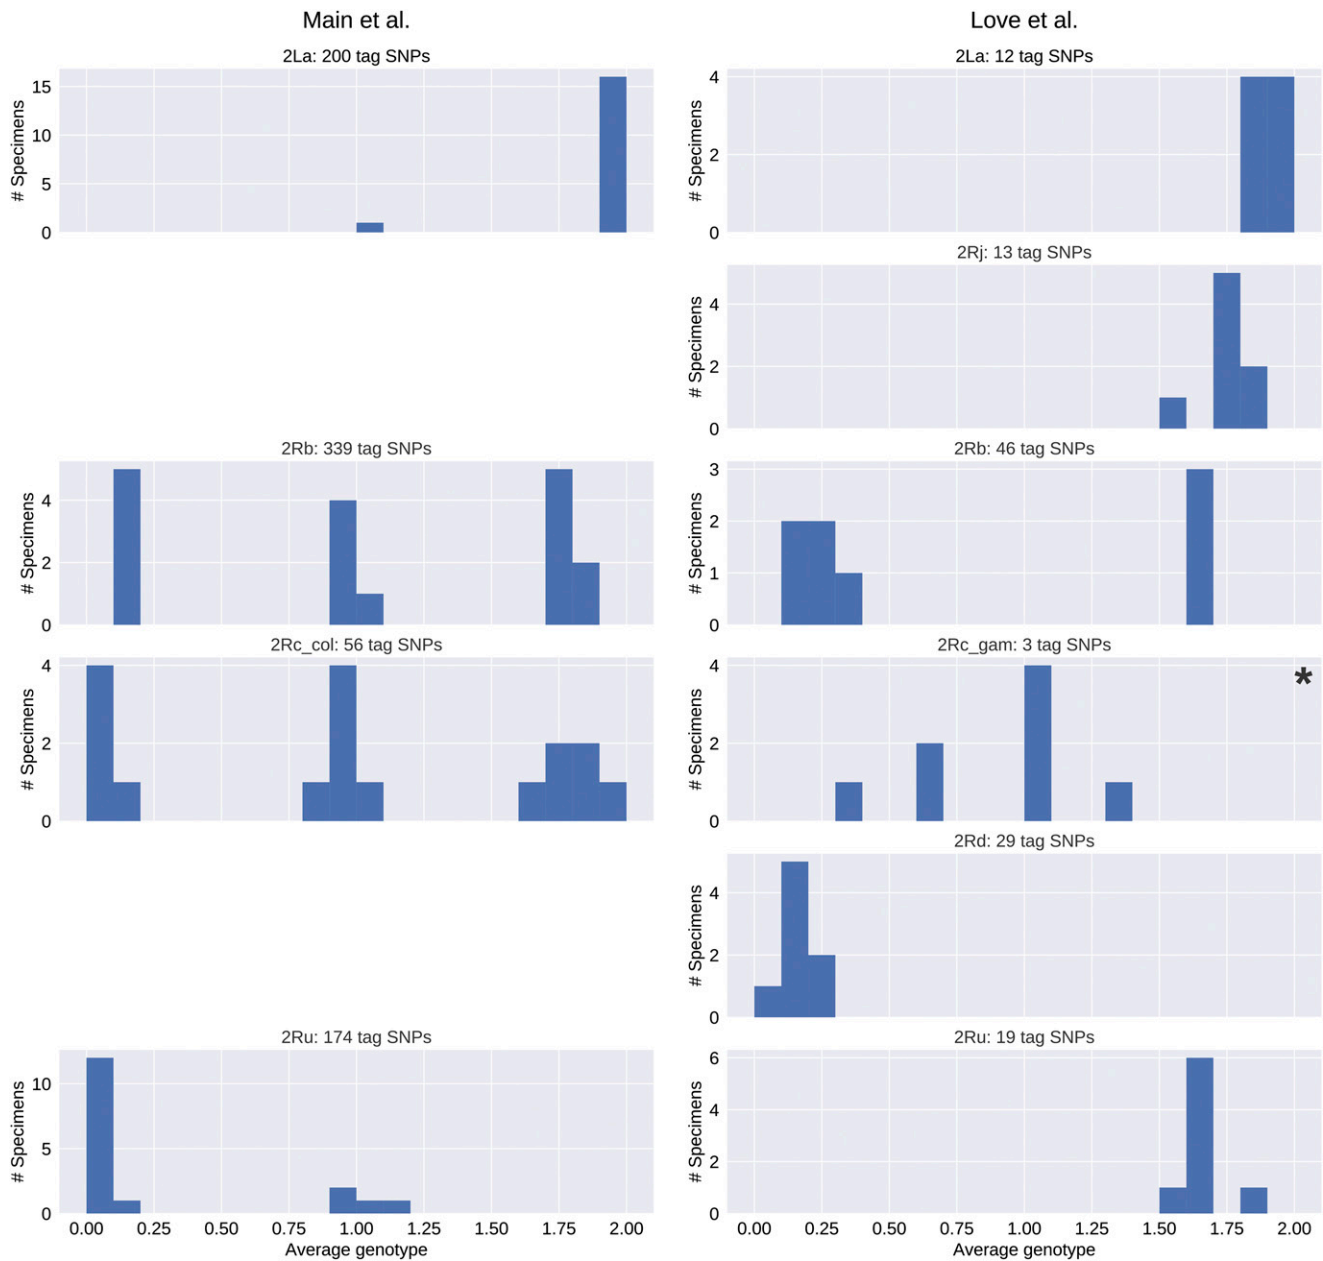 Main et al.
2La: 200 tag SNPs
# Specimens
15
10
5
0
2Rb: 339 tag SNPs
# Specimens
4
2
0
2Rc_col: 56 tag SNPs
# Specimens
4
2
0
2Ru: 174 tag SNPs
# Specimens
10
5
0
0.00 0.25 0.50 0.75 1.00 1.25 1.50 1.75 2.00
Average genotype
Love et al.
2La: 12 tag SNPs
# Specimens
4
2
0
2Rj: 13 tag SNPs
# Specimens
4
2
0
2Rb: 46 tag SNPs
# Specimens
3
2
1
0
2Rc_gam: 3 tag SNPs
*
# Specimens
4
2
0
2Rd: 29 tag SNPs
# Specimens
4
2
0
2Ru: 19 tag SNPs
# Specimens
6
4
2
0
0.00 0.25 0.50 0.75 1.00 1.25 1.50 1.75 2.00
Average genotype